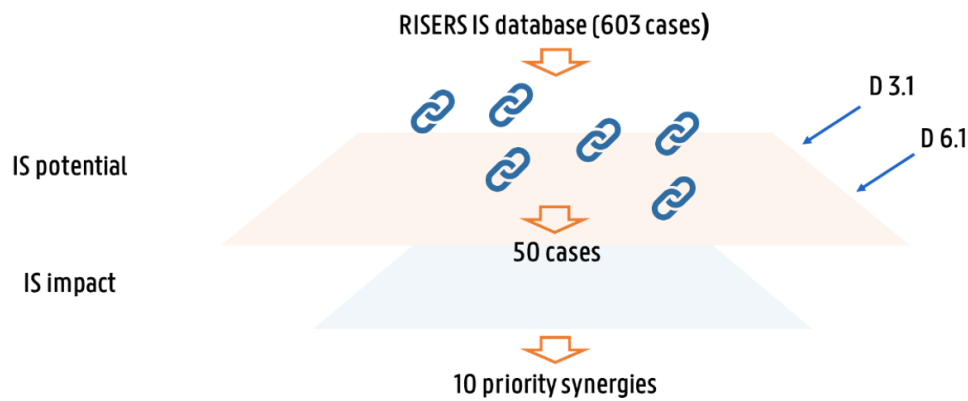 RISERS IS database (603 cases)
D 3.1
D 6.1
IS potential
50 cases
IS impact
10 priority synergies